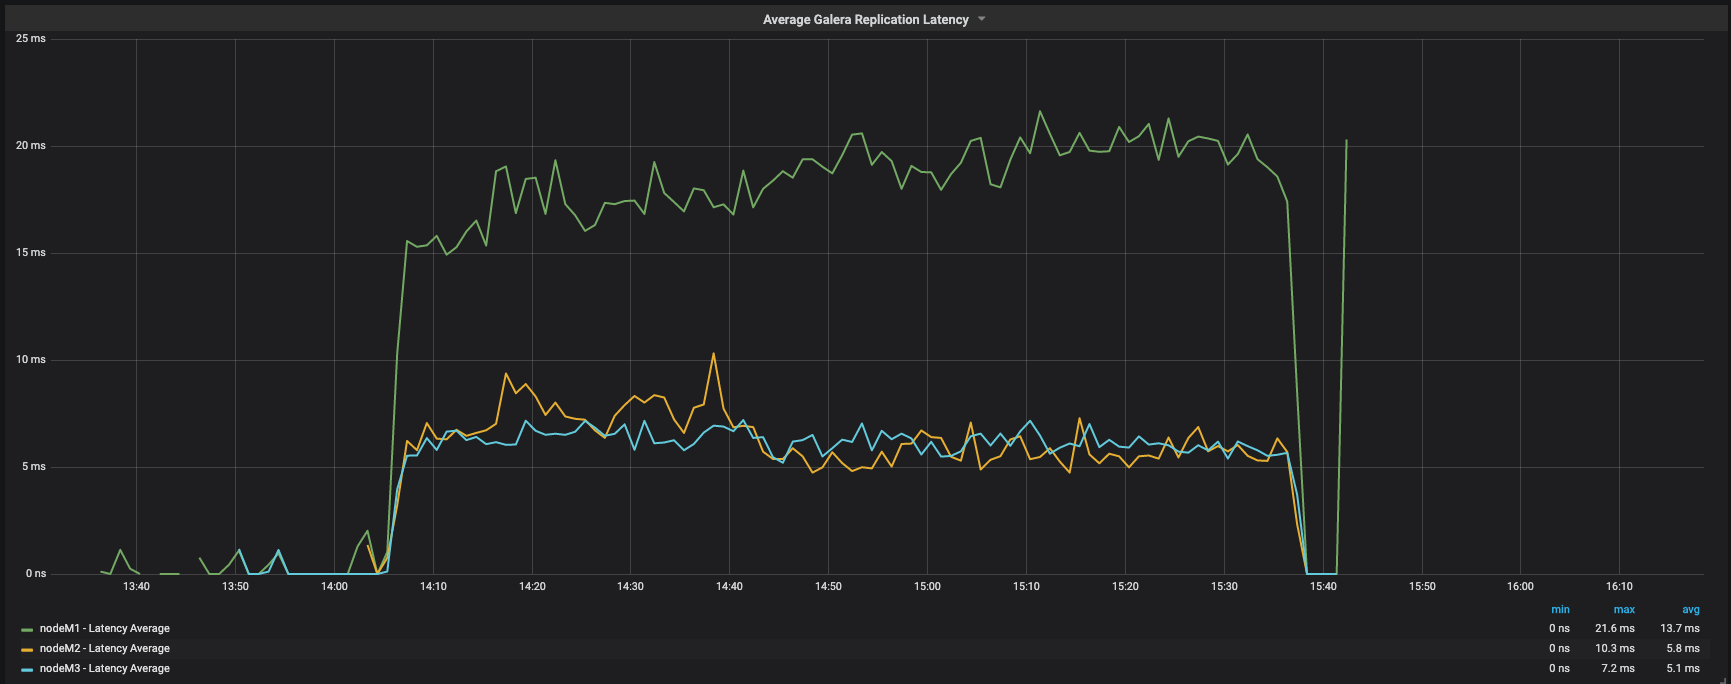 Average Galera Replication Latency
25 ms
20 ms
15 ms
10 ms
5 ms
0 ns
13:40 13:50 14:00 14:10 14:20 14:30 14:40 14:50 15:00 15:10 15:20 15:30 15:40 15:50 16:00 16:10
min max avg
nodeM1 - Latency Average 0 ns 21.6 ms 13.7 ms
nodeM2 - Latency Average 0 ns 10.3 ms 5.8 ms
nodeM3 - Latency Average 0 ns 7.2 ms 5.1 ms